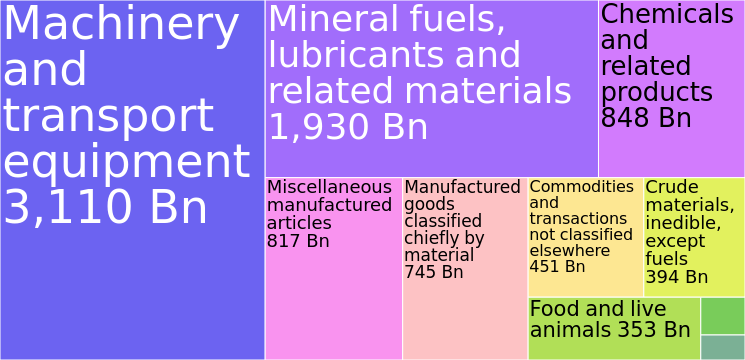 Machinery
and
transport
equipment
3,110 Bn
Mineral fuels,
lubricants and
related materials
1,930 Bn
Chemicals
and
related
products
848 Bn
Miscellaneous
manufactured
articles
817 Bn
Manufactured
goods
classified
chiefly by
material
745 Bn
Commodities
and
transactions
not classified
elsewhere
451 Bn
Crude
materials,
inedible,
except
fuels
394 Bn
Food and live
animals 353 Bn